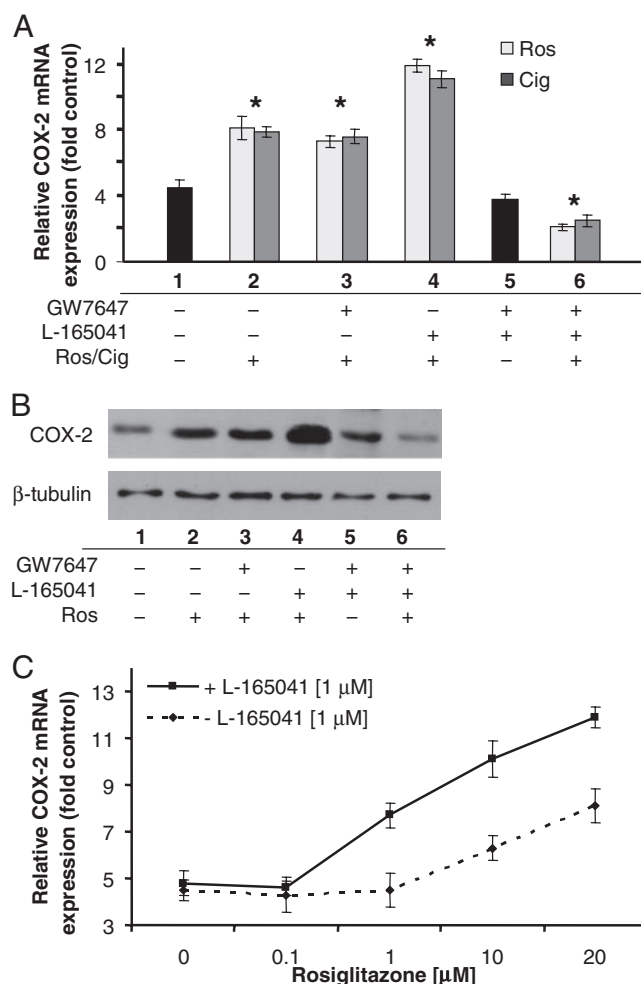 A
Relative COX-2 mRNA
expression (fold control)
12
8
4
0
Ros
Cig
* * * *
1 2 3 4 5 6
GW7647 – – + – + +
L-165041 – – – + + +
Ros/Cig – + + + – +
B
COX-2
β-tubulin
1 2 3 4 5 6
GW7647 – – + – + +
L-165041 – – – + + +
Ros – + + + – +
C
Relative COX-2 mRNA
expression (fold control)
13
11
9
7
5
3
+ L-165041 [1 μM]
- L-165041 [1 μM]
0 0.1 1 10 20
Rosiglitazone [μM]